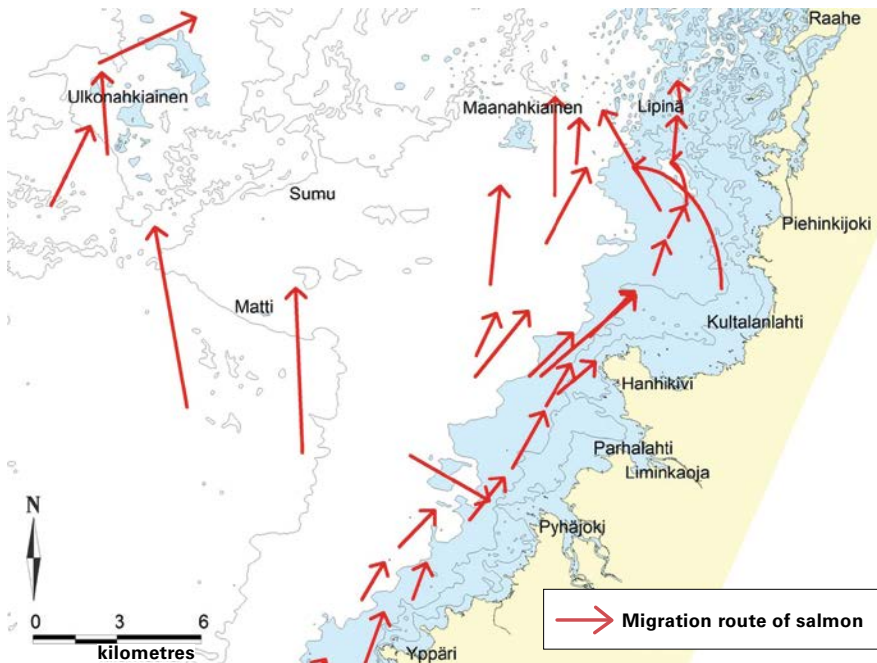 Raahe
Ulkonahkiainen
Maanahkiainen
Lipinä
Sumu
Piehinkijoki
Matti
Kultalanlahti
Hanhikivi
Parhalahti
Liminkaoja
N
Pyhäjoki
0 3 6
kilometres
Migration route of salmon
Yppäri